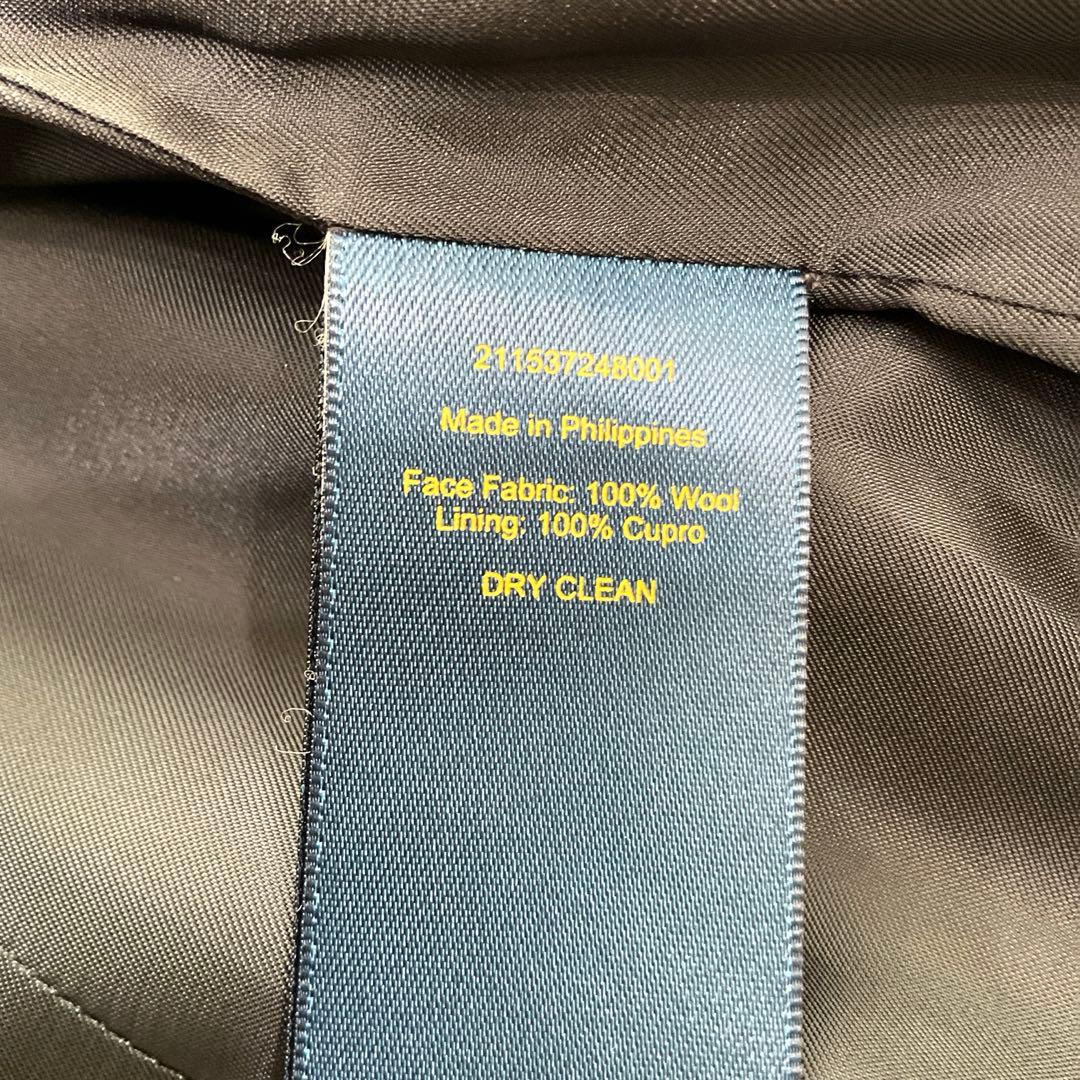 211537248001
Made in Philippines
Face Fabric: 100% Wool
Lining: 100% Cupro
DRY CLEAN